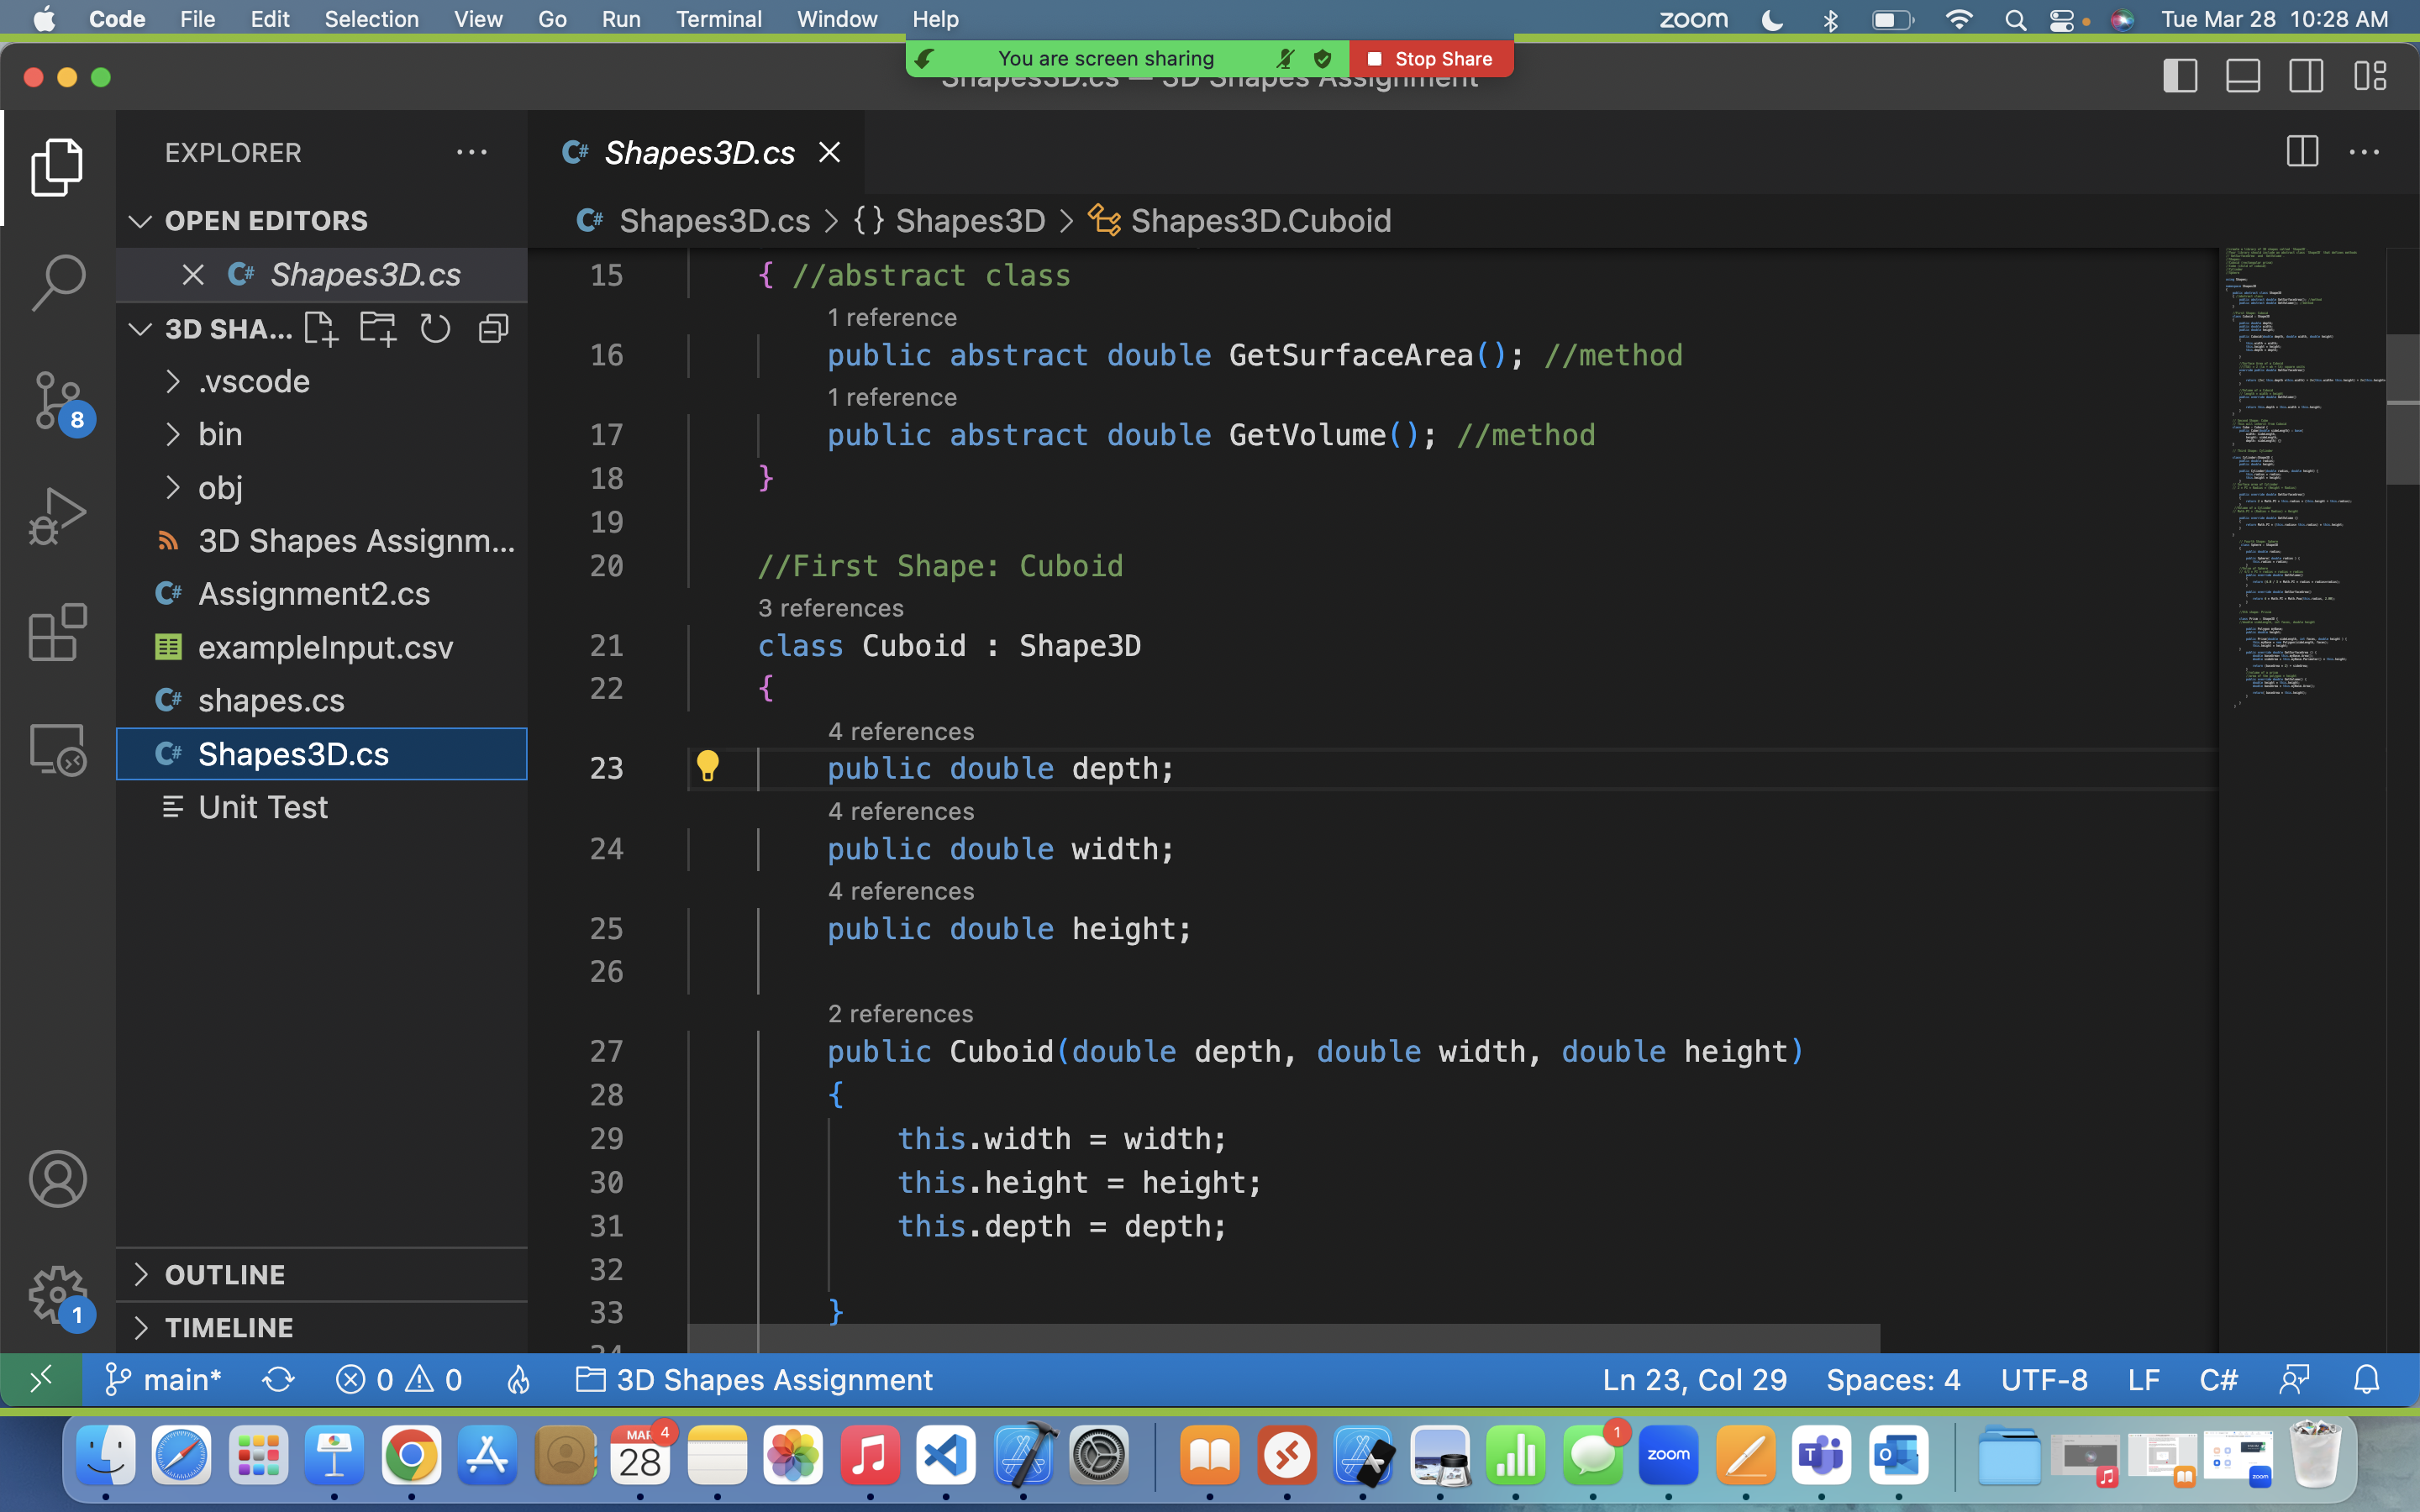 Code File Edit Selection View Go Run Terminal Window Help zoom Tue Mar 28 10:28 AM
You are screen sharing Stop Share
Shapes3D.cs — 3D Shapes Assignment
EXPLORER
Shapes3D.cs
OPEN EDITORS
Shapes3D.cs > {} Shapes3D > Shapes3D.Cuboid
Shapes3D.cs
3D SHA...
.vscode
bin
obj
3D Shapes Assignm...
Assignment2.cs
exampleInput.csv
shapes.cs
Shapes3D.cs
Unit Test
OUTLINE
TIMELINE
8
1
15 { //abstract class
1 reference
16 public abstract double GetSurfaceArea(); //method
1 reference
17 public abstract double GetVolume(); //method
18 }
19
20 //First Shape: Cuboid
3 references
21 class Cuboid : Shape3D
22 {
4 references
23 public double depth;
4 references
24 public double width;
4 references
25 public double height;
26
2 references
27 public Cuboid(double depth, double width, double height)
28 {
29 this.width = width;
30 this.height = height;
31 this.depth = depth;
32
33 }
main* 0 0 3D Shapes Assignment Ln 23, Col 29 Spaces: 4 UTF-8 LF C#
MAR 28 4
1
zoom